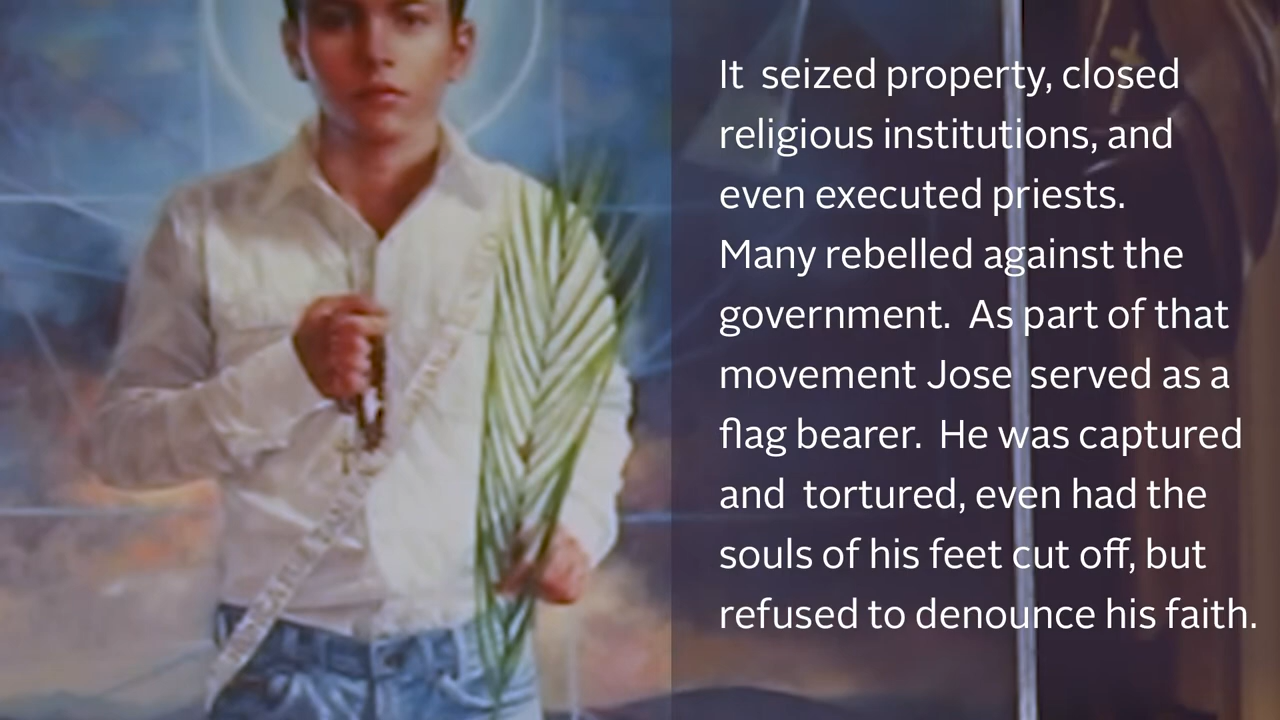 It  seized property, closed
religious institutions, and
even executed priests.
Many rebelled against the
government.  As part of that
movement Jose  served as a
flag bearer.  He was captured
and  tortured, even had the
souls of his feet cut off, but
refused to denounce his faith.